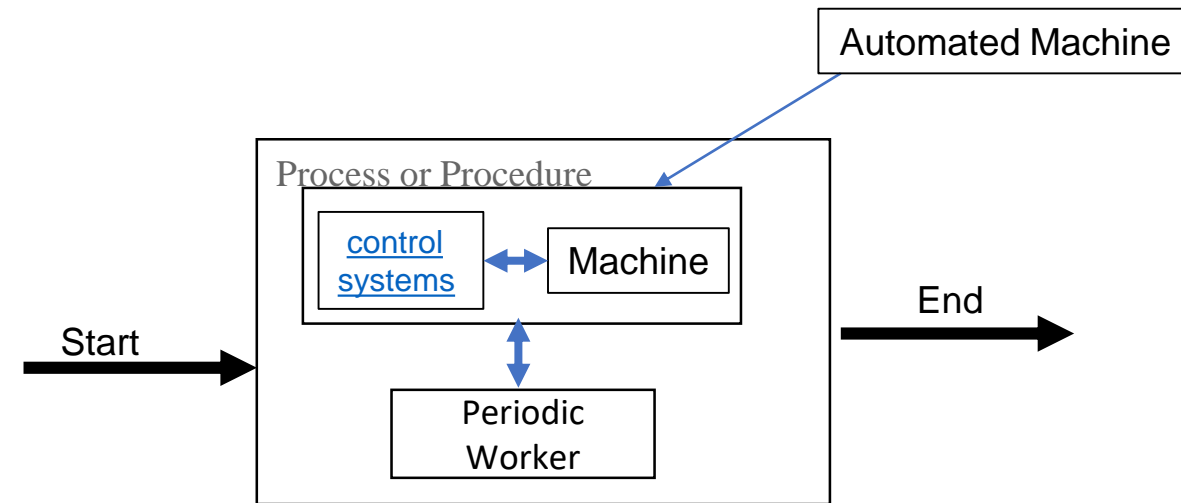 Automated Machine
Process or Procedure
control
systems
Machine
Start
End
Periodic
Worker